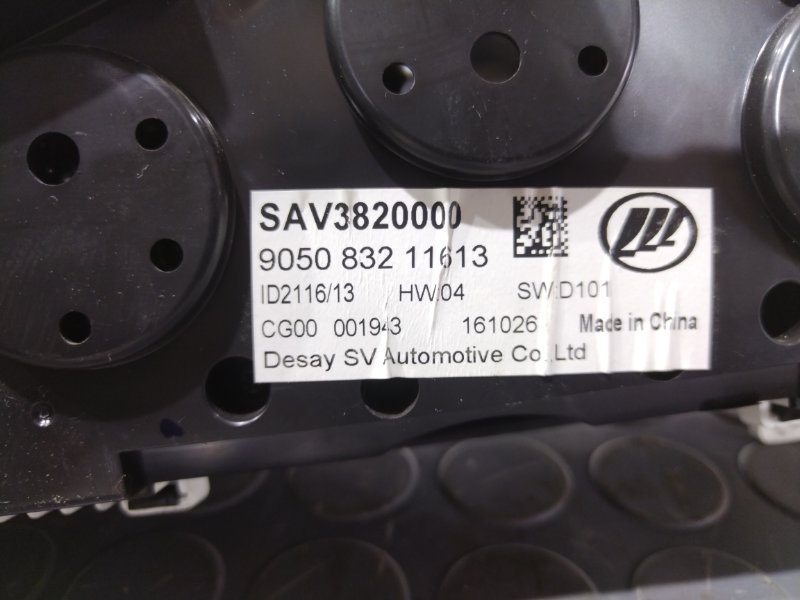 SAV3820000
9050 832 11613
ID2116/13 HW:04 SW:D101
CG00 001943 161026 Made in China
Desay SV Automotive Co.,Ltd